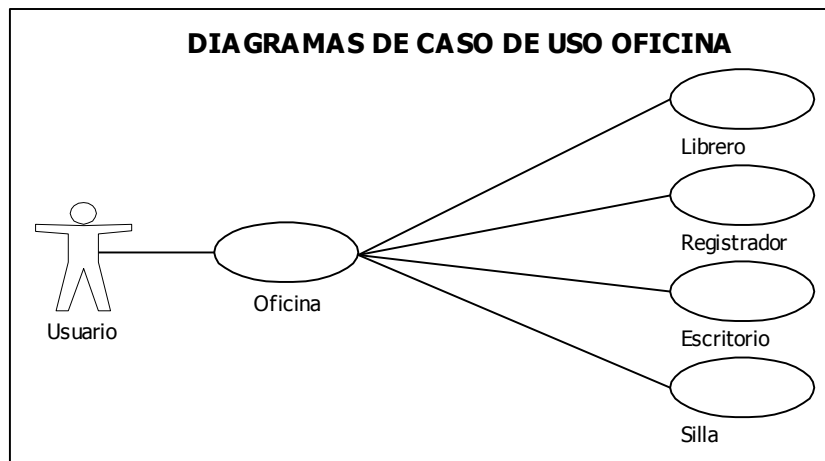 DIAGRAMAS DE CASO DE USO OFICINA
Librero
Registrador
Oficina
Usuario
Escritorio
Silla